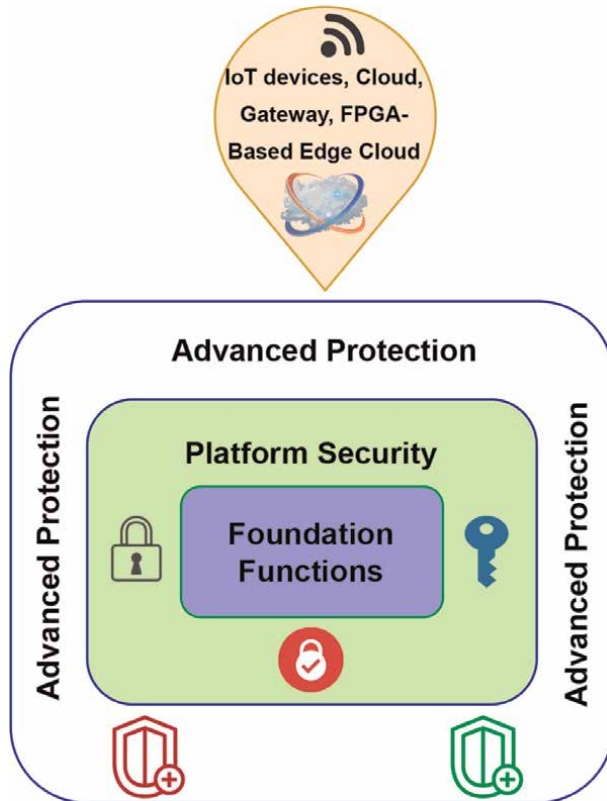 IoT devices, Cloud,
Gateway, FPGA-
Based Edge Cloud
Advanced Protection
Advanced Protection
Platform Security
Foundation
Functions
Advanced Protection